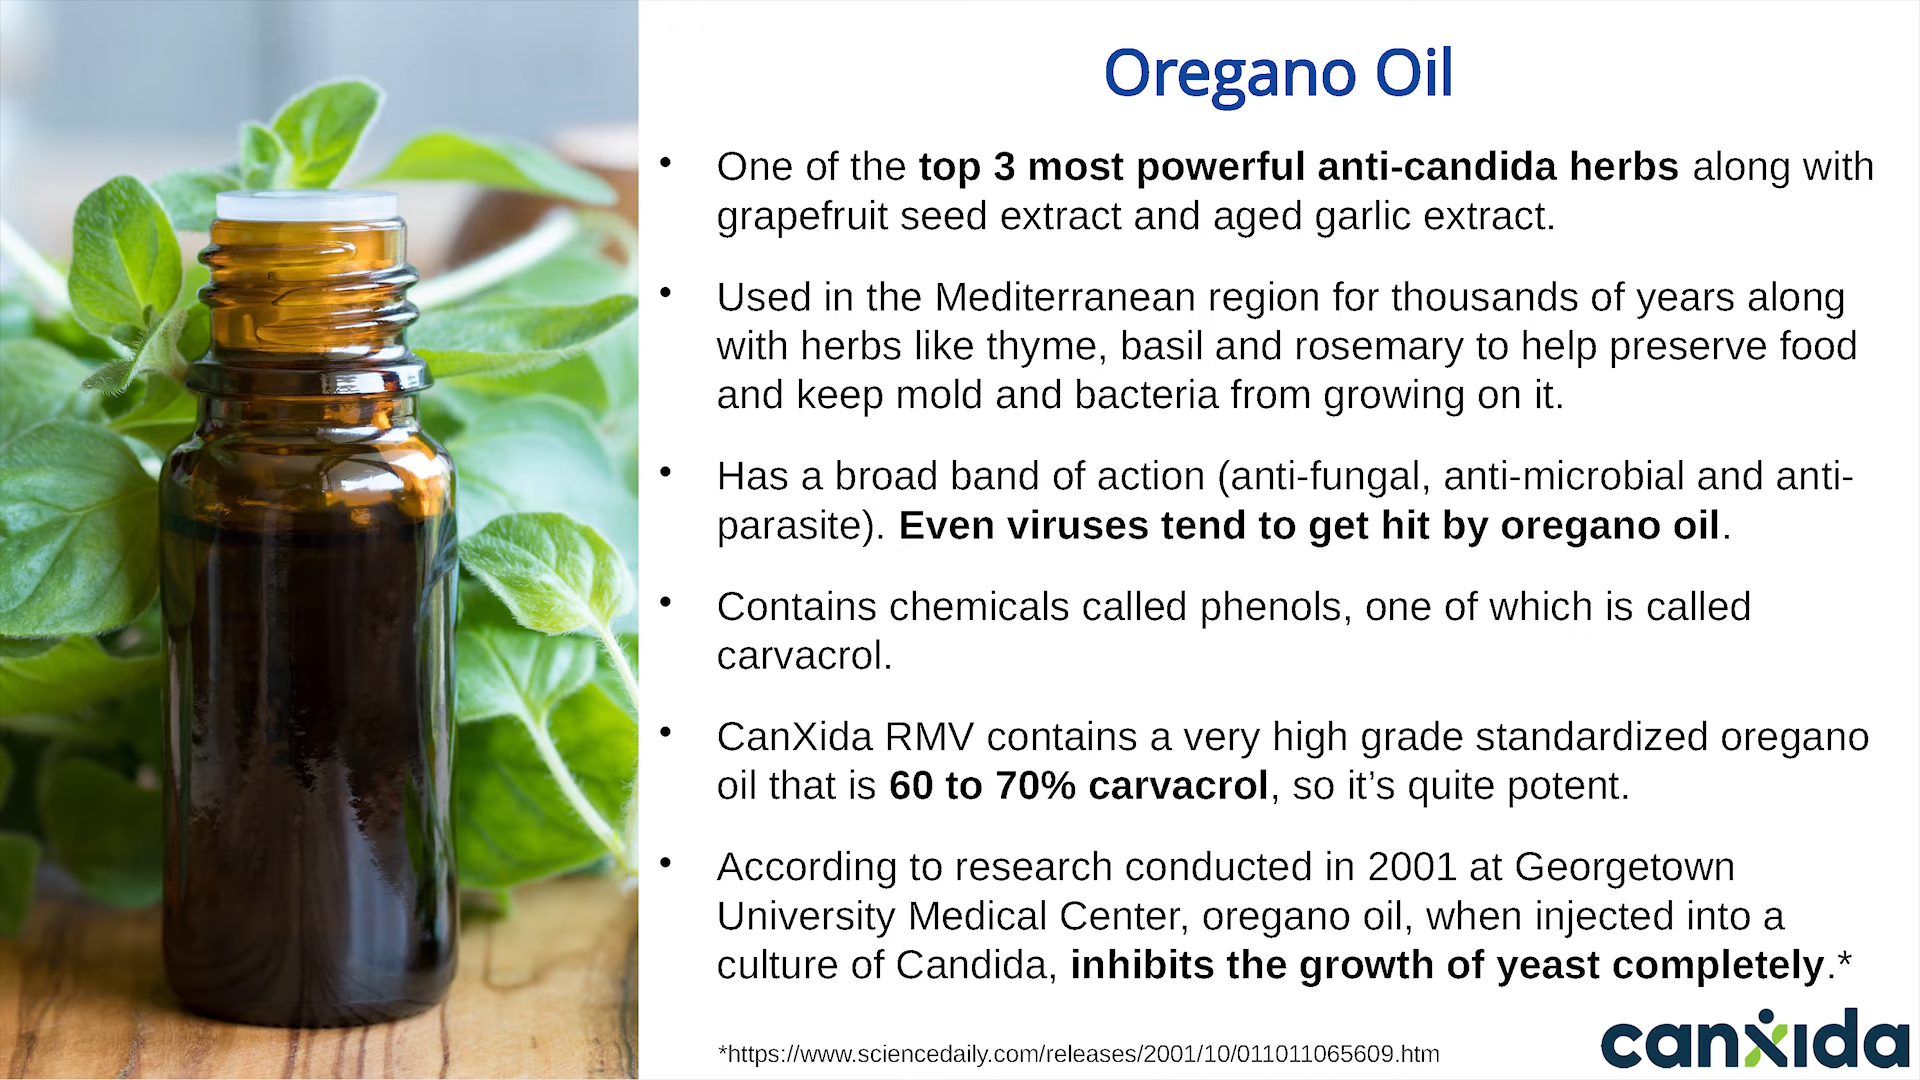 Oregano Oil
• One of the top 3 most powerful anti-candida herbs along with
grapefruit seed extract and aged garlic extract.
• Used in the Mediterranean region for thousands of years along
with herbs like thyme, basil and rosemary to help preserve food
and keep mold and bacteria from growing on it.
• Has a broad band of action (anti-fungal, anti-microbial and anti-
parasite). Even viruses tend to get hit by oregano oil.
• Contains chemicals called phenols, one of which is called
carvacrol.
• CanXida RMV contains a very high grade standardized oregano
oil that is 60 to 70% carvacrol, so it’s quite potent.
• According to research conducted in 2001 at Georgetown
University Medical Center, oregano oil, when injected into a
culture of Candida, inhibits the growth of yeast completely.*
*https://www.sciencedaily.com/releases/2001/10/011011065609.htm
canxida